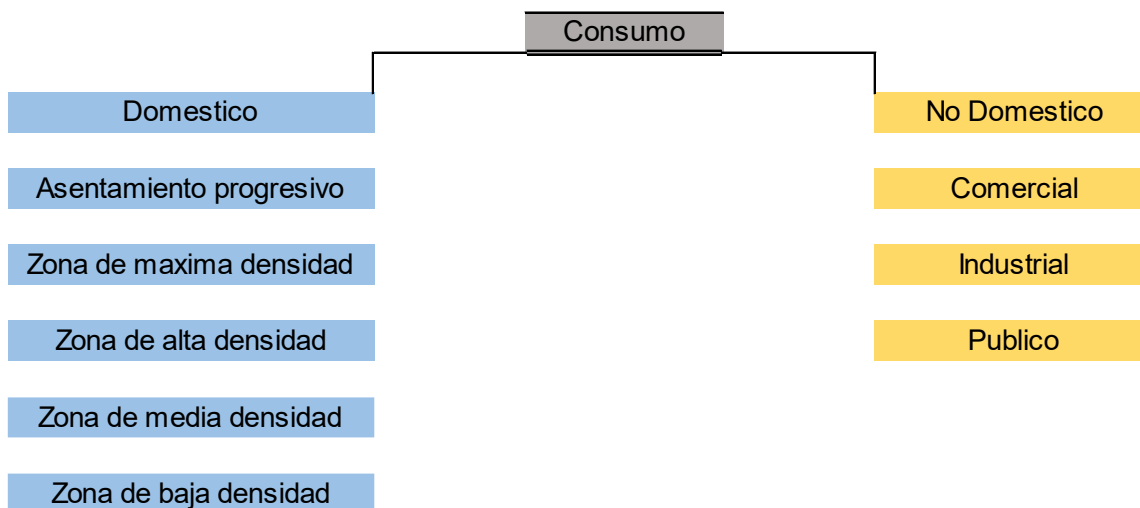 Consumo
Domestico
No Domestico
Asentamiento progresivo
Comercial
Zona de maxima densidad
Industrial
Zona de alta densidad
Publico
Zona de media densidad
Zona de baja densidad